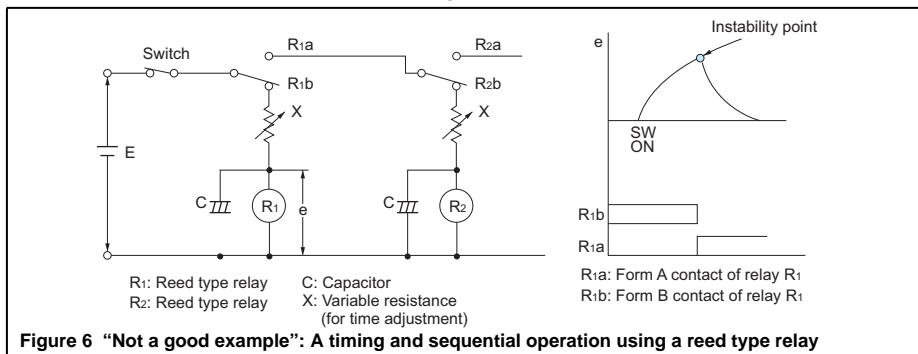 Switch
R1a
R2a
R1b
R2b
X
X
E
C
R1
e
C
R2
R1: Reed type relay
R2: Reed type relay
C: Capacitor
X: Variable resistance
(for time adjustment)
Instability point
e
SW
ON
R1b
R1a
R1a: Form A contact of relay R1
R1b: Form B contact of relay R1
Figure 6 “Not a good example”: A timing and sequential operation using a reed type relay